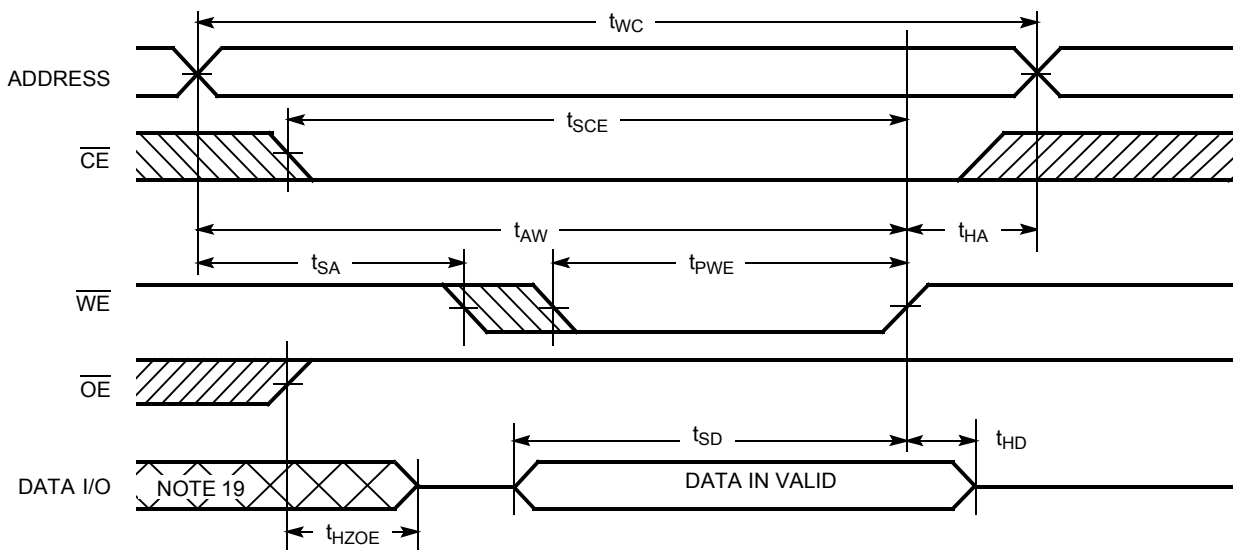 tWC
ADDRESS
tSCE
CE
tAW
tHA
tSA
tPWE
WE
OE
tSD
tHD
DATA I/O
NOTE 19
DATA IN VALID
tHZOE